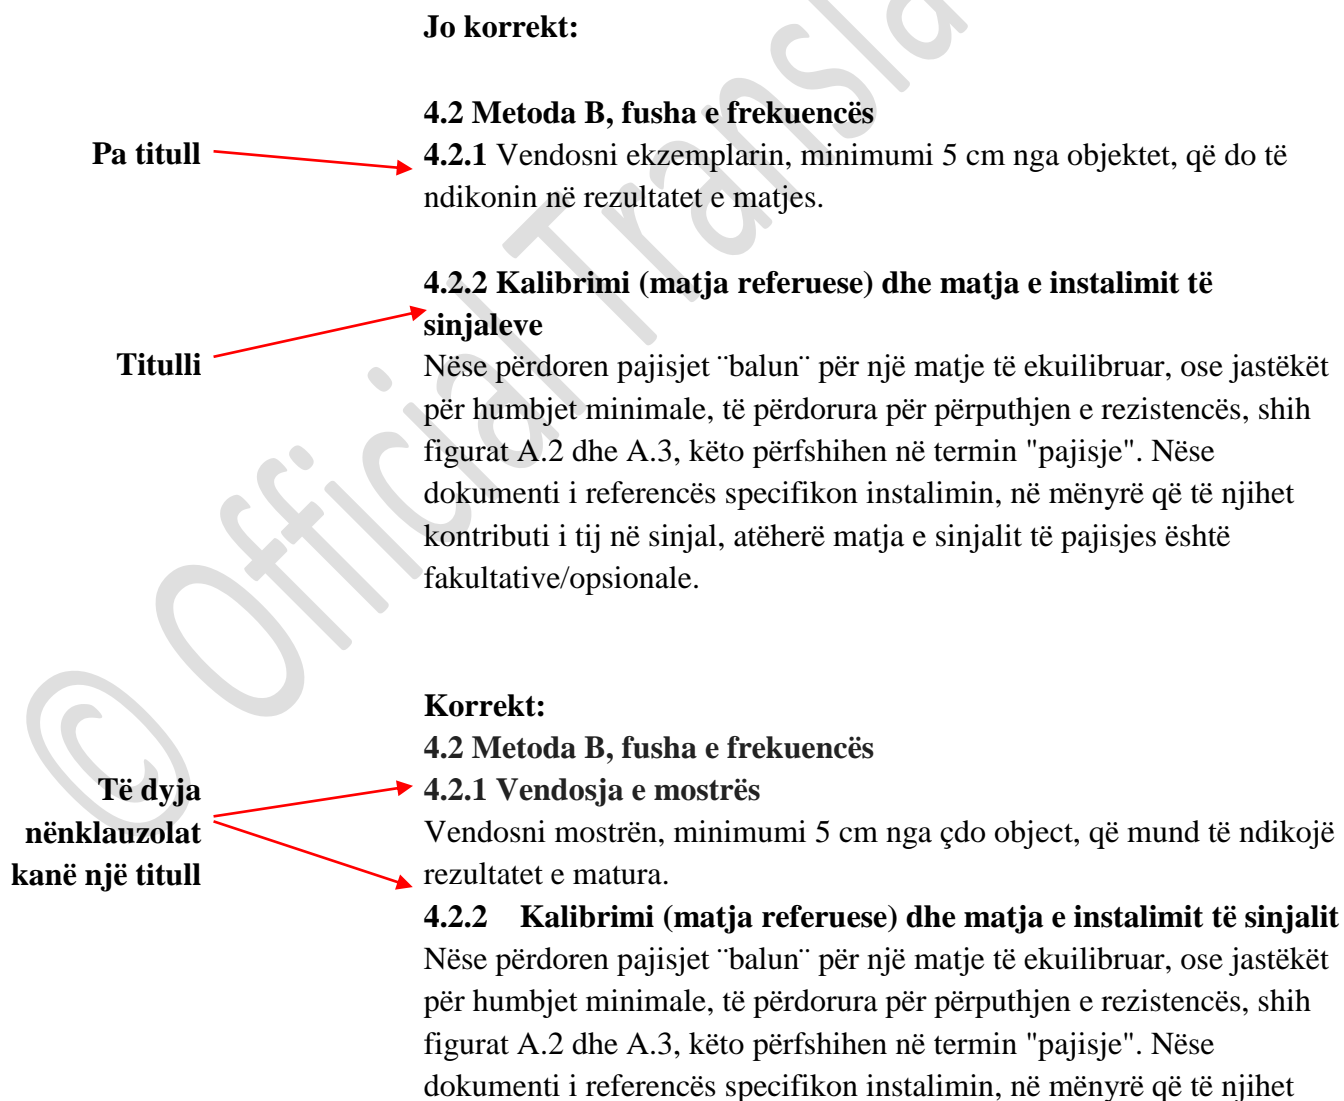 Jo korrekt:
4.2 Metoda B, fusha e frekuencës
Pa titull
4.2.1 Vendosni ekzemplarin, minimumi 5 cm nga objektet, që do të
ndikonin në rezultatet e matjes.
4.2.2 Kalibrimi (matja referuese) dhe matja e instalimit të
sinjaleve
Titulli
Nëse përdoren pajisjet ¨balun¨ për një matje të ekuilibruar, ose jastëkët
për humbjet minimale, të përdorura për përputhjen e rezistencës, shih
figurat A.2 dhe A.3, këto përfshihen në termin "pajisje". Nëse
dokumenti i referencës specifikon instalimin, në mënyrë që të njihet
kontributi i tij në sinjal, atëherë matja e sinjalit të pajisjes është
fakultative/opsionale.
Korrekt:
4.2 Metoda B, fusha e frekuencës
Të dyja
nënklauzolat
kanë një titull
4.2.1 Vendosja e mostrës
Vendosni mostrën, minimumi 5 cm nga çdo object, që mund të ndikojë
rezultatet e matura.
4.2.2 Kalibrimi (matja referuese) dhe matja e instalimit të sinjalit
Nëse përdoren pajisjet ¨balun¨ për një matje të ekuilibruar, ose jastëkët
për humbjet minimale, të përdorura për përputhjen e rezistencës, shih
figurat A.2 dhe A.3, këto përfshihen në termin "pajisje". Nëse
dokumenti i referencës specifikon instalimin, në mënyrë që të njihet
© Official Transla